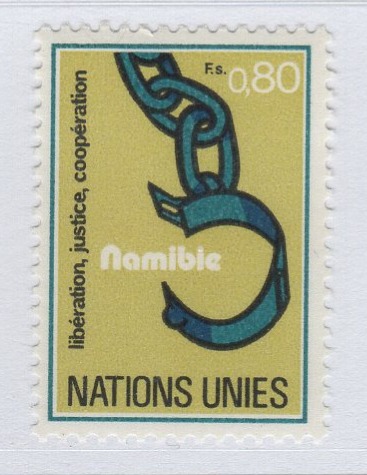 F.s. 0,80
libération, justice, coopération
Namibie
NATIONS UNIES